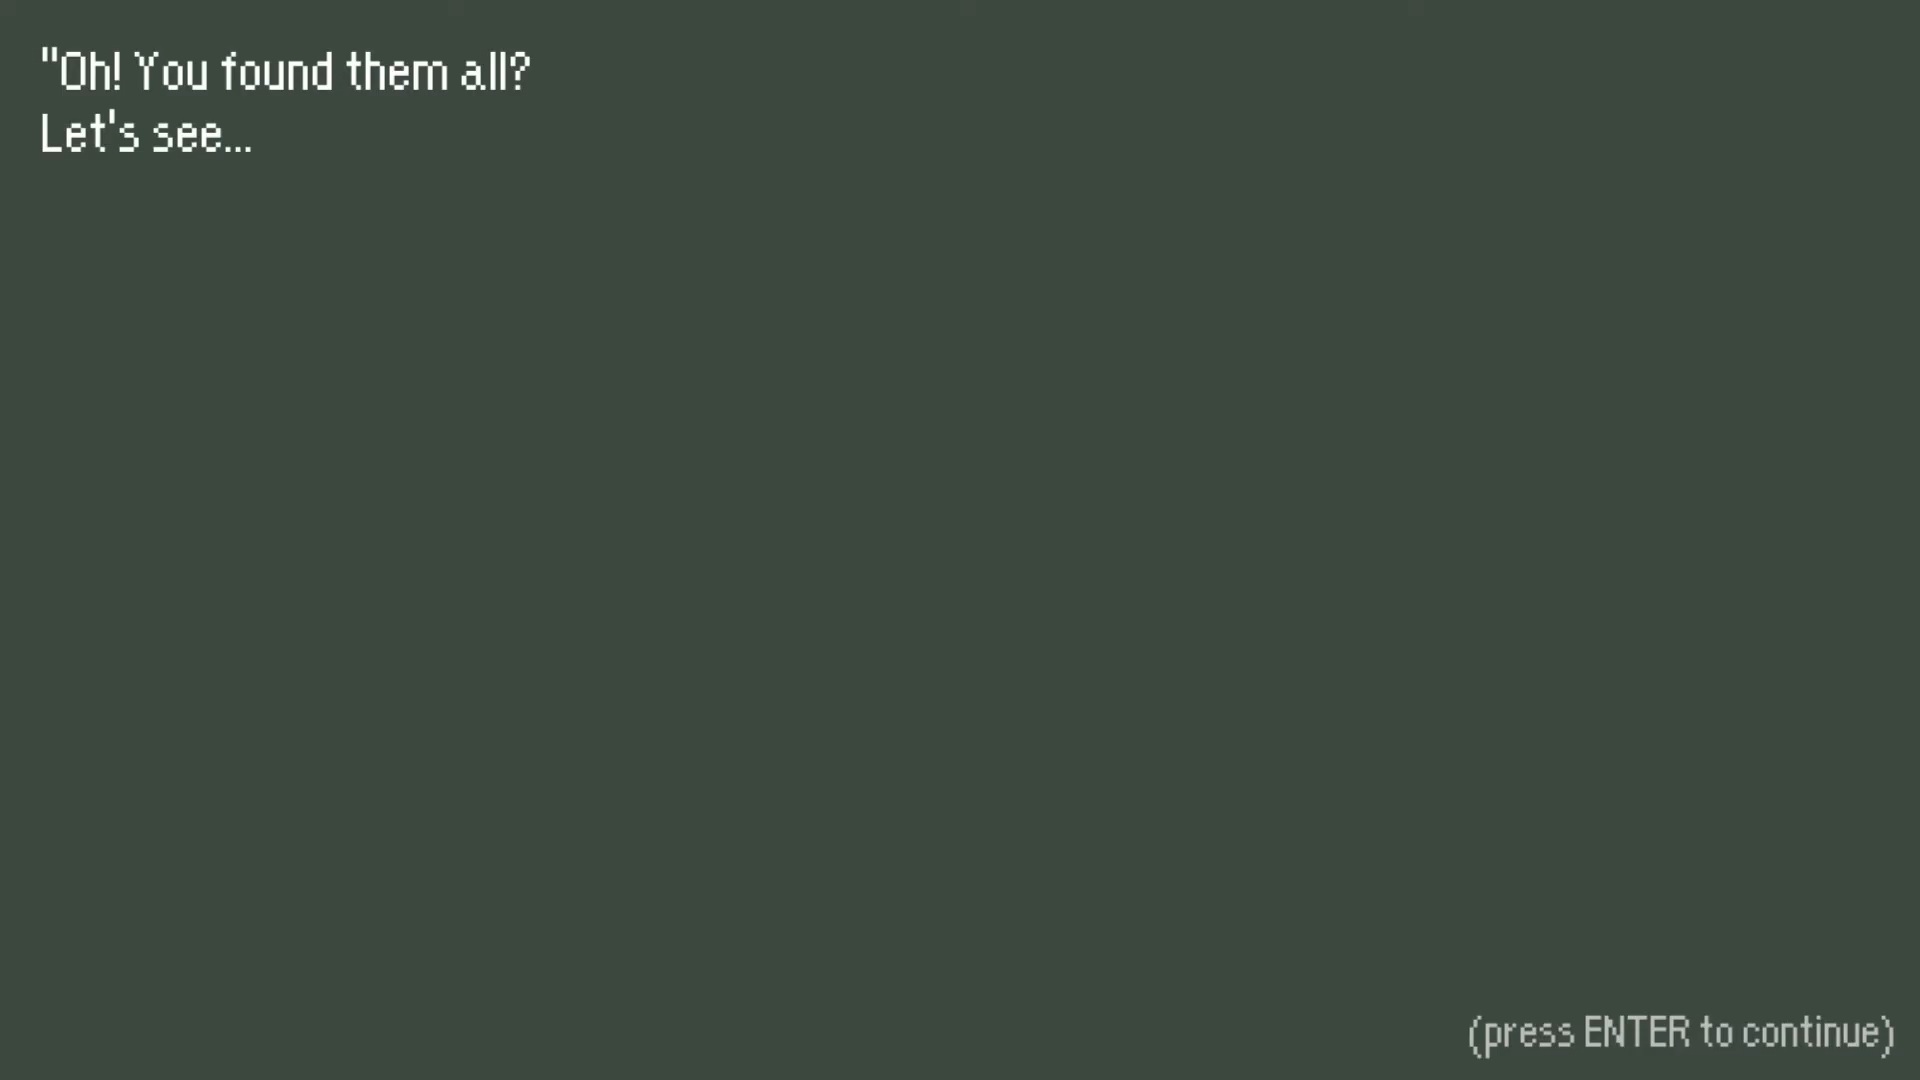 "Oh! You found them all?
Let's see...
(press ENTER to continue)